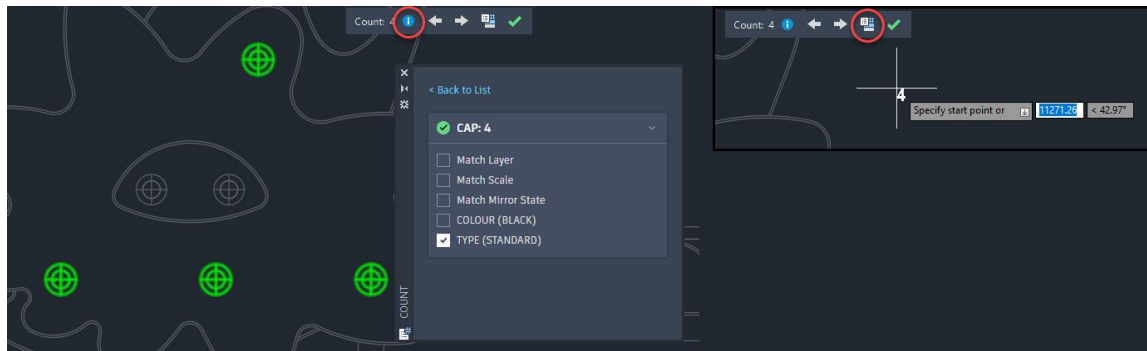 Count: 4
< Back to List
CAP: 4
Match Layer
Match Scale
Match Mirror State
COLOUR (BLACK)
TYPE (STANDARD)
COUNT
Count: 4
4
Specify start point or 11271.26 < 42.97°